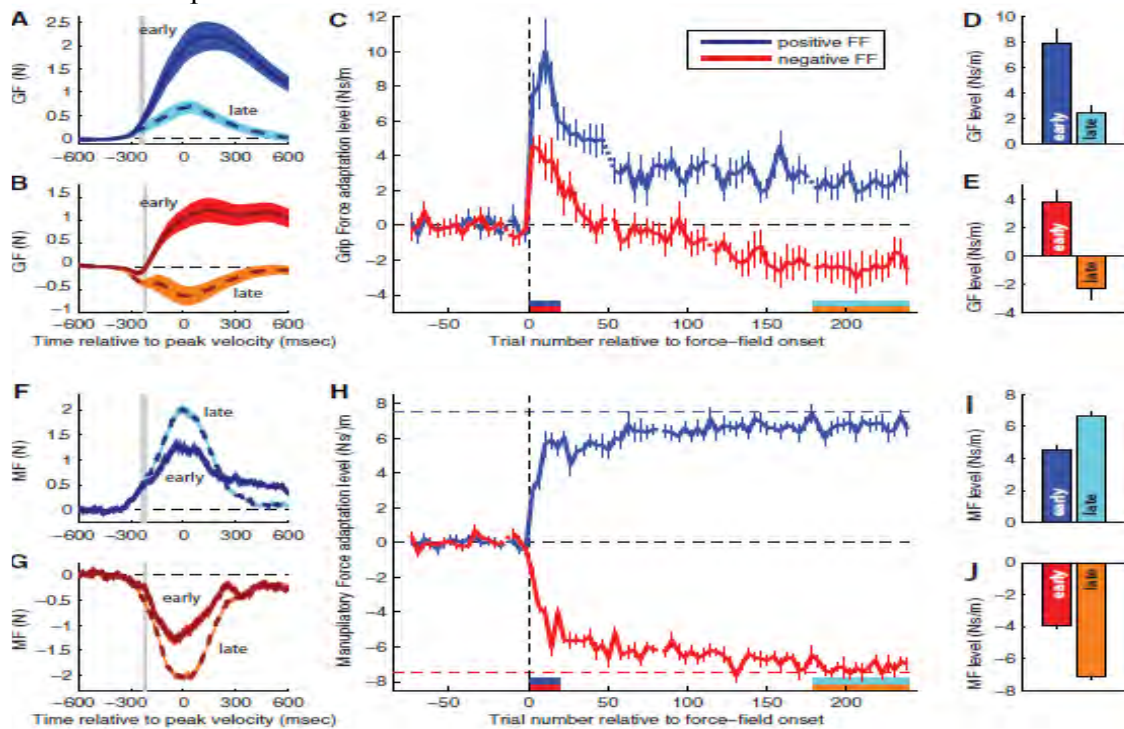 A
2.5
2
1.5
1
0.5
0
GF (N)
early
late
−600 −300 0 300 600
B
1.5
1
0.5
0
−0.5
−1
GF (N)
early
late
−600 −300 0 300 600
Time relative to peak velocity (msec)
C
12
10
8
6
4
2
0
−2
−4
Grip Force adaptation level (Ns/m)
positive FF
negative FF
−50 0 50 100 150 200
Trial number relative to force−field onset
D
10
8
6
4
2
0
GF level (Ns/m)
early
late
E
4
2
0
−2
−4
GF level (Ns/m)
early
late
F
2
1.5
1
0.5
0
MF (N)
late
early
−600 −300 0 300 600
G
0
−0.5
−1
−1.5
−2
MF (N)
early
late
−600 −300 0 300 600
Time relative to peak velocity (msec)
H
8
6
4
2
0
−2
−4
−6
−8
Manupilatory Force adaptation level (Ns/m)
−50 0 50 100 150 200
Trial number relative to force−field onset
I
8
6
4
2
0
MF level (Ns/m)
early
late
J
0
−2
−4
−6
−8
MF level (Ns/m)
early
late